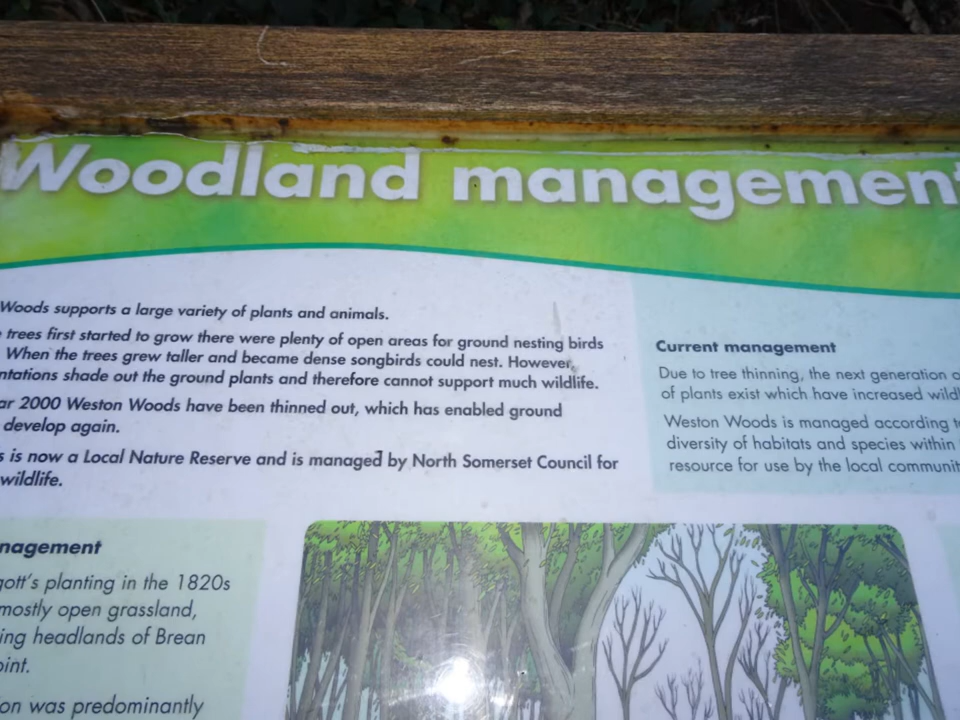 Woodland management
Woods supports a large variety of plants and animals.
trees first started to grow there were plenty of open areas for ground nesting birds
When the trees grew taller and became dense songbirds could nest. However,
ntations shade out the ground plants and therefore cannot support much wildlife.
ar 2000 Weston Woods have been thinned out, which has enabled ground
develop again.
s is now a Local Nature Reserve and is managed by North Somerset Council for
wildlife.
Current management
Due to tree thinning, the next generation
of plants exist which have increased wildl
Weston Woods is managed according t
diversity of habitats and species within
resource for use by the local communit
nagement
gott's planting in the 1820s
mostly open grassland,
ing headlands of Brean
oint.
on was predominantly